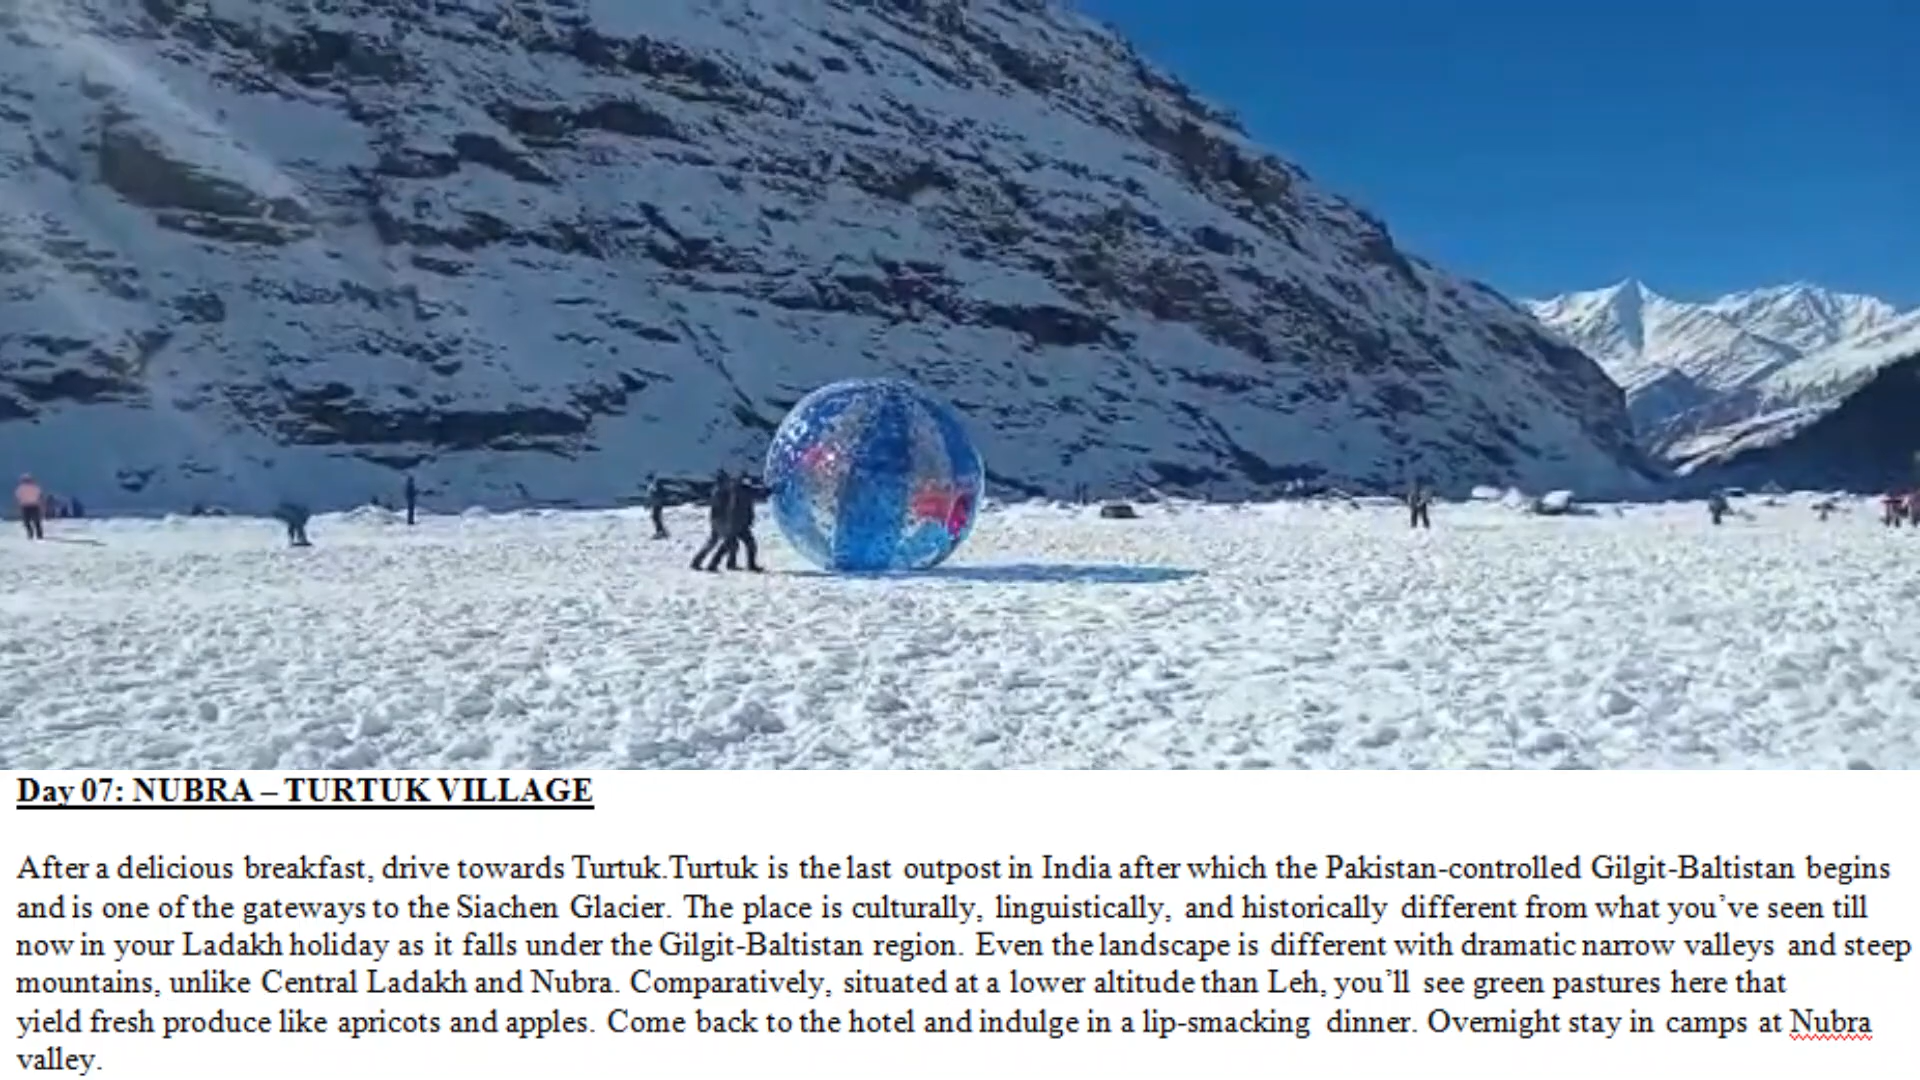 Day 07: NUBRA – TURTUK VILLAGE
After a delicious breakfast, drive towards Turtuk.Turtuk is the last outpost in India after which the Pakistan-controlled Gilgit-Baltistan begins
and is one of the gateways to the Siachen Glacier. The place is culturally, linguistically, and historically different from what you’ve seen till
now in your Ladakh holiday as it falls under the Gilgit-Baltistan region. Even the landscape is different with dramatic narrow valleys and steep
mountains, unlike Central Ladakh and Nubra. Comparatively, situated at a lower altitude than Leh, you’ll see green pastures here that
yield fresh produce like apricots and apples. Come back to the hotel and indulge in a lip-smacking dinner. Overnight stay in camps at Nubra
valley.